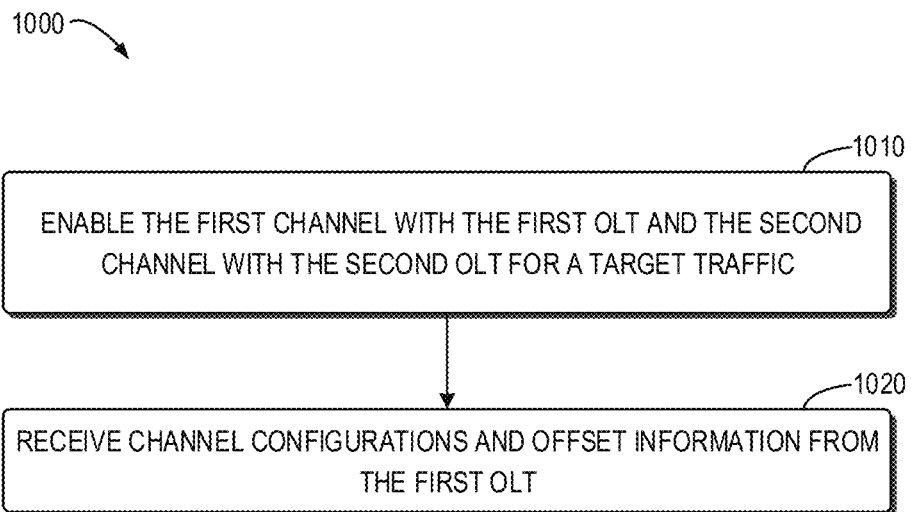 1000
1010
ENABLE THE FIRST CHANNEL WITH THE FIRST OLT AND THE SECOND
CHANNEL WITH THE SECOND OLT FOR A TARGET TRAFFIC
1020
RECEIVE CHANNEL CONFIGURATIONS AND OFFSET INFORMATION FROM
THE FIRST OLT